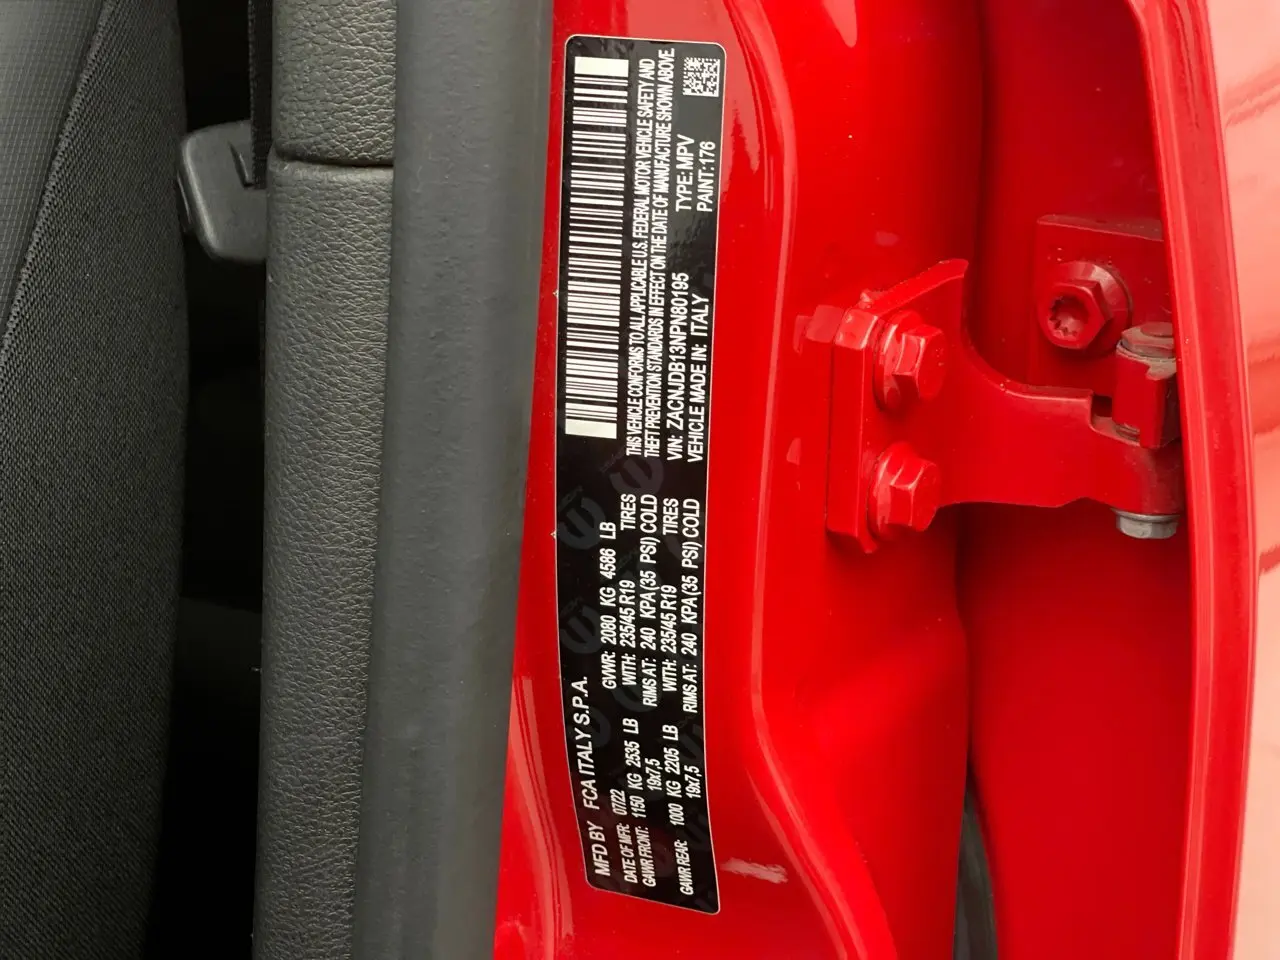 MFD BY FCA ITALY S.P.A.
DATE OF MFR: 07/22 GVWR: 2080 KG 4586 LB
GAWR FRONT: 1150 KG 2535 LB WITH: 235/45 R19 TIRES
19x7,5 RIMS AT: 240 KPA(35 PSI) COLD
GAWR REAR: 1000 KG 2205 LB WITH: 235/45 R19 TIRES
19x7,5 RIMS AT: 240 KPA(35 PSI) COLD
THIS VEHICLE CONFORMS TO ALL APPLICABLE U.S. FEDERAL MOTOR VEHICLE SAFETY AND
THEFT PREVENTION STANDARDS IN EFFECT ON THE DATE OF MANUFACTURE SHOWN ABOVE.
VIN: ZACNJDB13NPN80195 TYPE: MPV
VEHICLE MADE IN: ITALY PAINT: 176